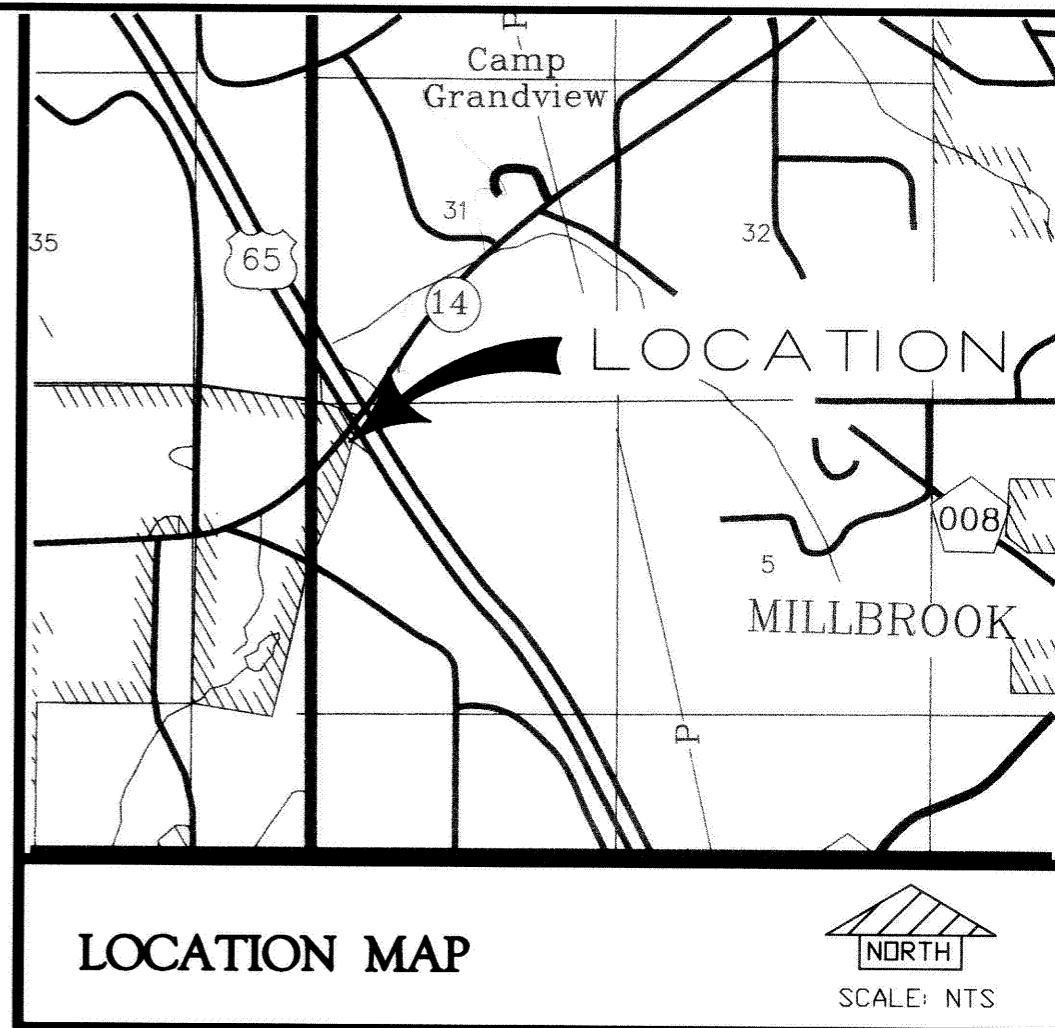 P
Camp
Grandview
31
32
35
65
14
LOCATION
008
5
MILLBROOK
P
LOCATION MAP
NORTH
SCALE: NTS